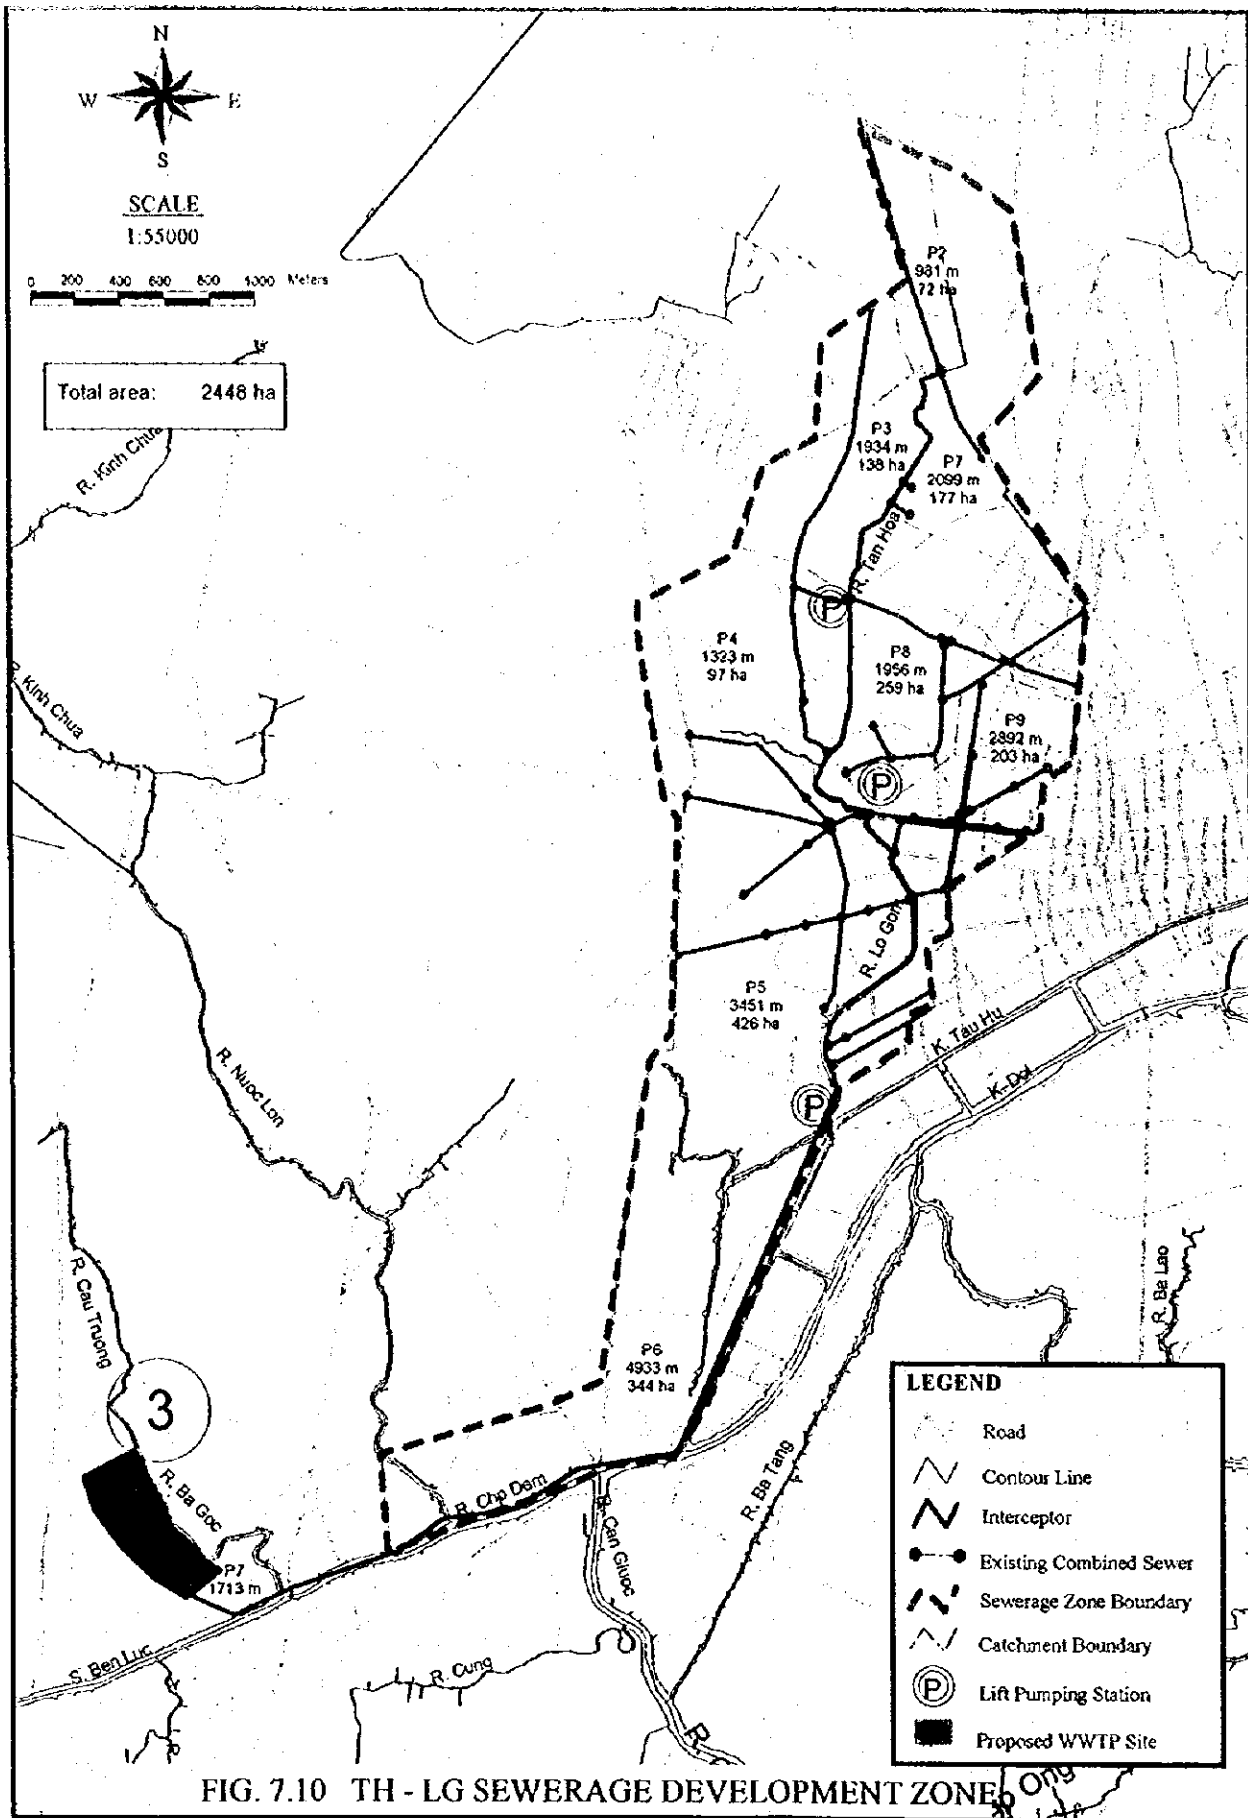 N
W E
S
SCALE
1:55000
0 200 400 600 800 1000 Meters
Total area: 2448 ha
R. Kinh Chua
P2
981 m
72 ha
P3
1934 m
138 ha
P7
2099 m
177 ha
R. Tan Hoa
P
P4
1323 m
97 ha
P8
1956 m
259 ha
R. Kinh Chua
P9
2892 m
203 ha
P
R. Lo Gom
P5
3451 m
426 ha
K. Tau Hu
K. Doi
R. Nuoc Lon
P
R. Cau Truong
R. Ba Lao
P6
4933 m
344 ha
3
R. Ba Goc
R. Cho Dem
R. Can Giuoc
R. Ba Tang
P7
1713 m
S. Ben Luc
R. Cung
LEGEND
Road
Contour Line
Interceptor
Existing Combined Sewer
Sewerage Zone Boundary
Catchment Boundary
P Lift Pumping Station
Proposed WWTP Site
FIG. 7.10 TH - LG SEWERAGE DEVELOPMENT ZONE
Ong